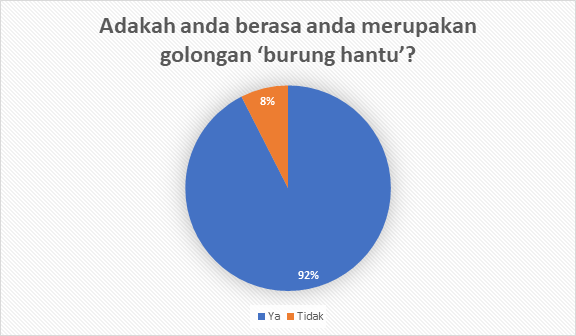 Adakah anda berasa anda merupakan
golongan ‘burung hantu’?
8%
92%
Ya Tidak